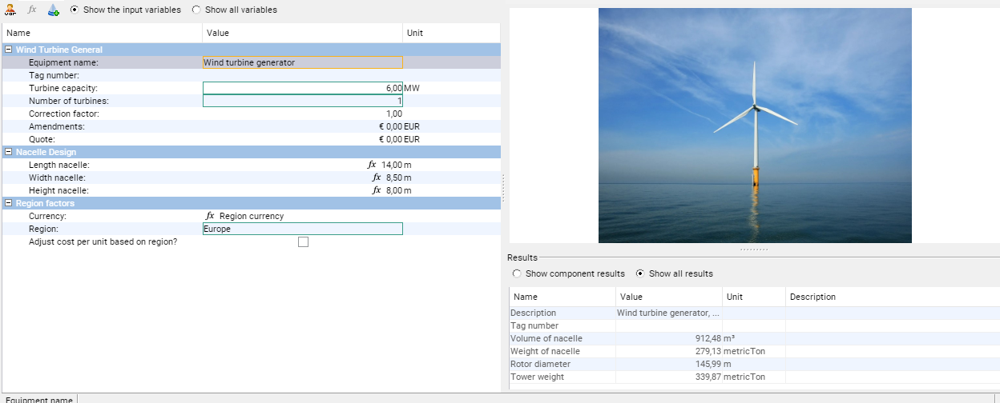 var fx Show the input variables Show all variables
Name Value Unit
Wind Turbine General
Equipment name: Wind turbine generator
Tag number:
Turbine capacity: 6,00 MW
Number of turbines: 1
Correction factor: 1,00
Amendments: € 0,00 EUR
Quote: € 0,00 EUR
Nacelle Design
Length nacelle: fx 14,00 m
Width nacelle: fx 8,50 m
Height nacelle: fx 8,00 m
Region factors
Currency: fx Region currency
Region: Europe
Adjust cost per unit based on region?
Results
Show component results Show all results
Name Value Unit Description
Description Wind turbine generator, ...
Tag number
Volume of nacelle 912,48 m³
Weight of nacelle 279,13 metricTon
Rotor diameter 145,99 m
Tower weight 339,87 metricTon
Equipment name